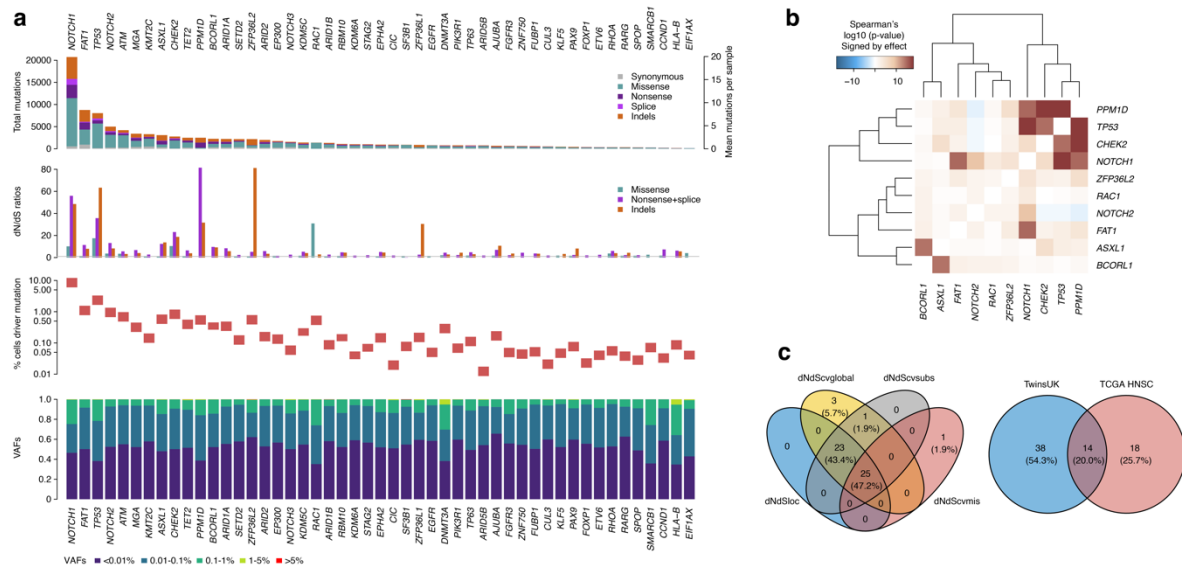 a
NOTCH1 FAT1 TP53 NOTCH2 ATM MGA KMT2C ASXL1 CHEK2 TET2 PPM1D BCORL1 ARID1A SETD2 ZFP36L2 ARID2 EP300 NOTCH3 KDM5C RAC1 ARID1B RBM10 KDM6A STAG2 EPHA2 CIC SF3B1 ZFP36L1 EGFR DNMT3A PIK3R1 TP63 ARID5B AJUBA FGFR3 ZNF750 FUBP1 CUL3 KLF5 PAX9 FOXP1 ETV6 RHOA RARG SPOP SMARCB1 CCND1 HLA-B EIF1AX
Total mutations
20000
15000
10000
5000
0
Mean mutations per sample
20
15
10
5
0
Synonymous
Missense
Nonsense
Splice
Indels
dN/dS ratios
80
60
40
20
0
Missense
Nonsense+splice
Indels
% cells driver mutation
10.00
5.00
1.00
0.50
0.10
0.05
0.01
VAFs
1.0
0.8
0.6
0.4
0.2
0
NOTCH1 FAT1 TP53 NOTCH2 ATM MGA KMT2C ASXL1 CHEK2 TET2 PPM1D BCORL1 ARID1A SETD2 ZFP36L2 ARID2 EP300 NOTCH3 KDM5C RAC1 ARID1B RBM10 KDM6A STAG2 EPHA2 CIC SF3B1 ZFP36L1 EGFR DNMT3A PIK3R1 TP63 ARID5B AJUBA FGFR3 ZNF750 FUBP1 CUL3 KLF5 PAX9 FOXP1 ETV6 RHOA RARG SPOP SMARCB1 CCND1 HLA-B EIF1AX
VAFs <0.01% 0.01-0.1% 0.1-1% 1-5% >5%
b
Spearman's
log10 (p-value)
Signed by effect
−10 0 10
PPM1D
TP53
CHEK2
NOTCH1
ZFP36L2
RAC1
NOTCH2
FAT1
ASXL1
BCORL1
BCORL1 ASXL1 FAT1 NOTCH2 RAC1 ZFP36L2 NOTCH1 CHEK2 TP53 PPM1D
c
dNdScvglobal dNdScvsubs
dNdSloc dNdScvmis
3
(5.7%)
1
(1.9%)
0
0
0
0
1
(1.9%)
23
(43.4%)
0
25
(47.2%)
0
0
0
0
0
TwinsUK TCGA HNSC
38
(54.3%)
14
(20.0%)
18
(25.7%)